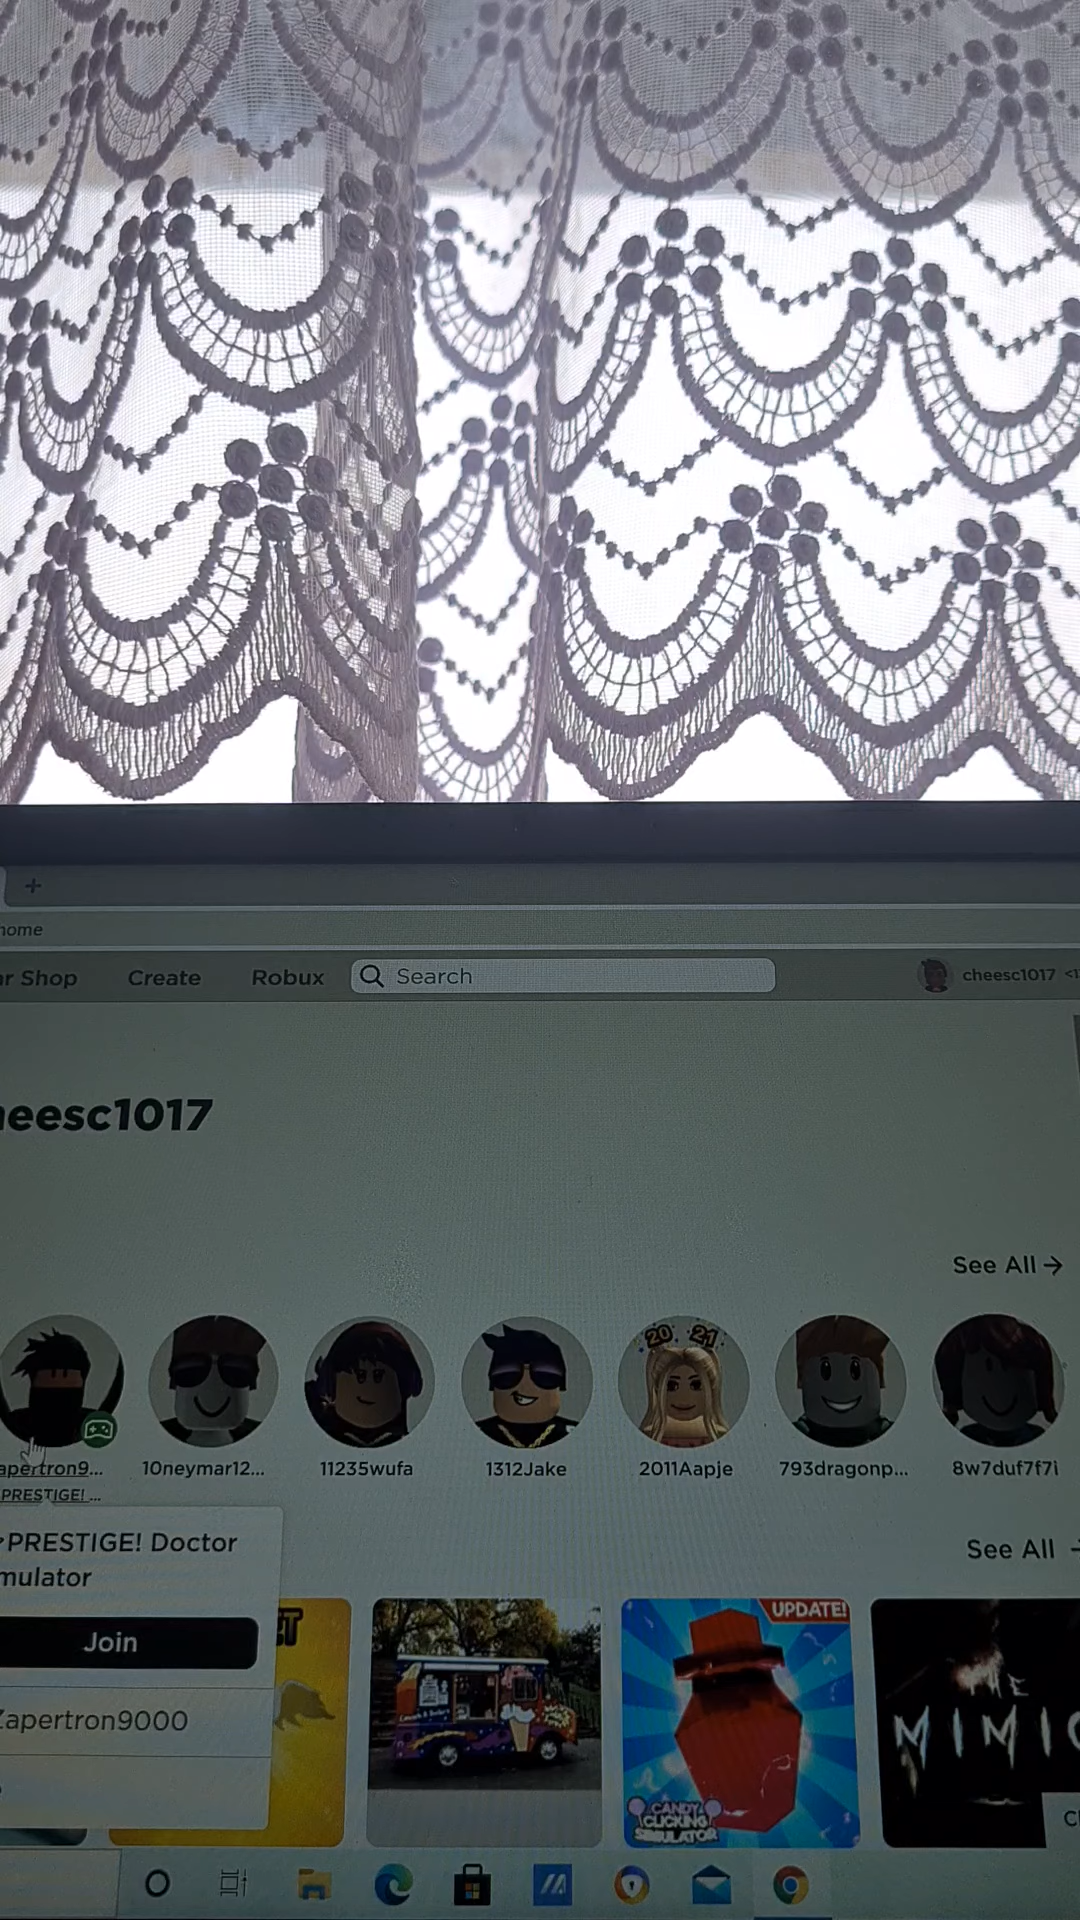 +
home
r Shop Create Robux Search cheesc1017
heesc1017
See All →
apertron9... 10neymar12... 11235wufa 1312Jake 2011Aapje 793dragonp... 8w7duf7f7i
PRESTIGE! ...
PRESTIGE! Doctor
mulator
See All →
Join
Zapertron9000
20 21
UPDATE!
CANDY
CLICKING
SIMULATOR
THE
MIMIC